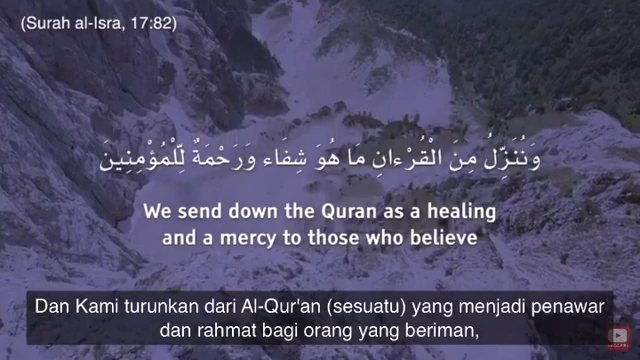 (Surah al-Isra, 17:82)
وَنُنَزِّلُ مِنَ الْقُرْءَانِ مَا هُوَ شِفَاء وَرَحْمَةٌ لِّلْمُؤْمِنِينَ
We send down the Quran as a healing
and a mercy to those who believe
Dan Kami turunkan dari Al-Qur'an (sesuatu) yang menjadi penawar
dan rahmat bagi orang yang beriman,